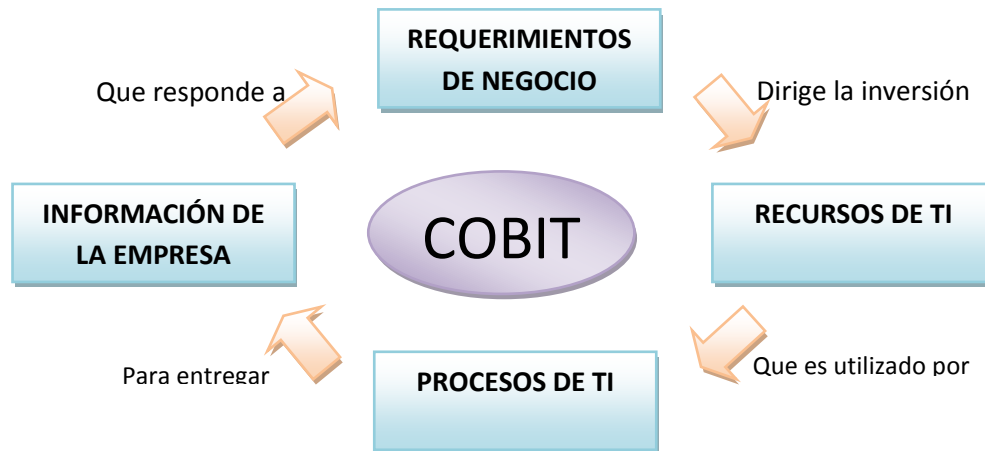 REQUERIMIENTOS
DE NEGOCIO
Que responde a
Dirige la inversión
INFORMACIÓN DE
LA EMPRESA
COBIT
RECURSOS DE TI
Para entregar
PROCESOS DE TI
Que es utilizado por